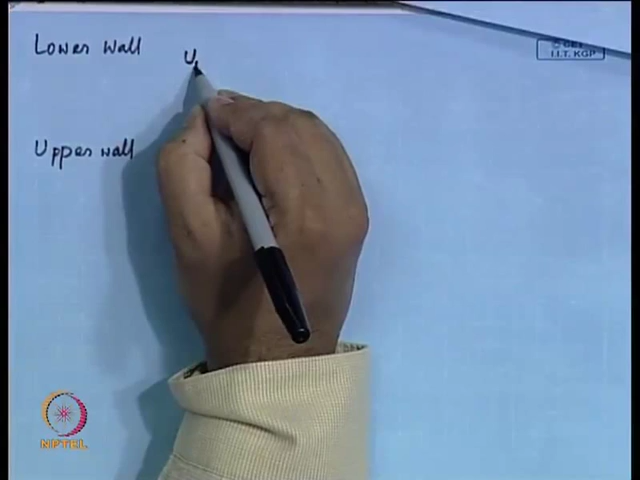 Lower wall U
© CET
I.I.T. KGP
Upper wall
NPTEL